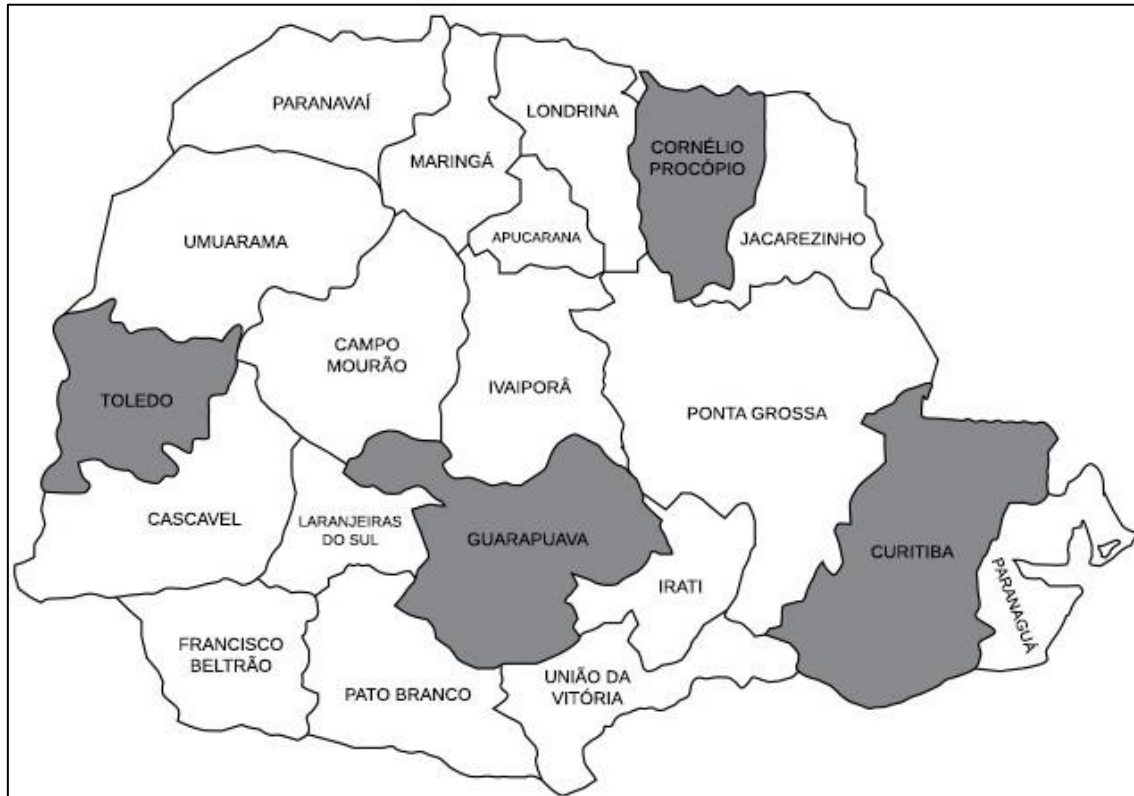 PARANAVAÍ
LONDRINA
MARINGÁ
CORNÉLIO
PROCÓPIO
UMUARAMA
APUCARANA
JACAREZINHO
CAMPO
MOURÃO
IVAIPORÃ
TOLEDO
PONTA GROSSA
CASCAVEL
LARANJEIRAS
DO SUL
GUARAPUAVA
CURITIBA
IRATI
PARANAGUÁ
FRANCISCO
BELTRÃO
PATO BRANCO
UNIÃO DA
VITÓRIA